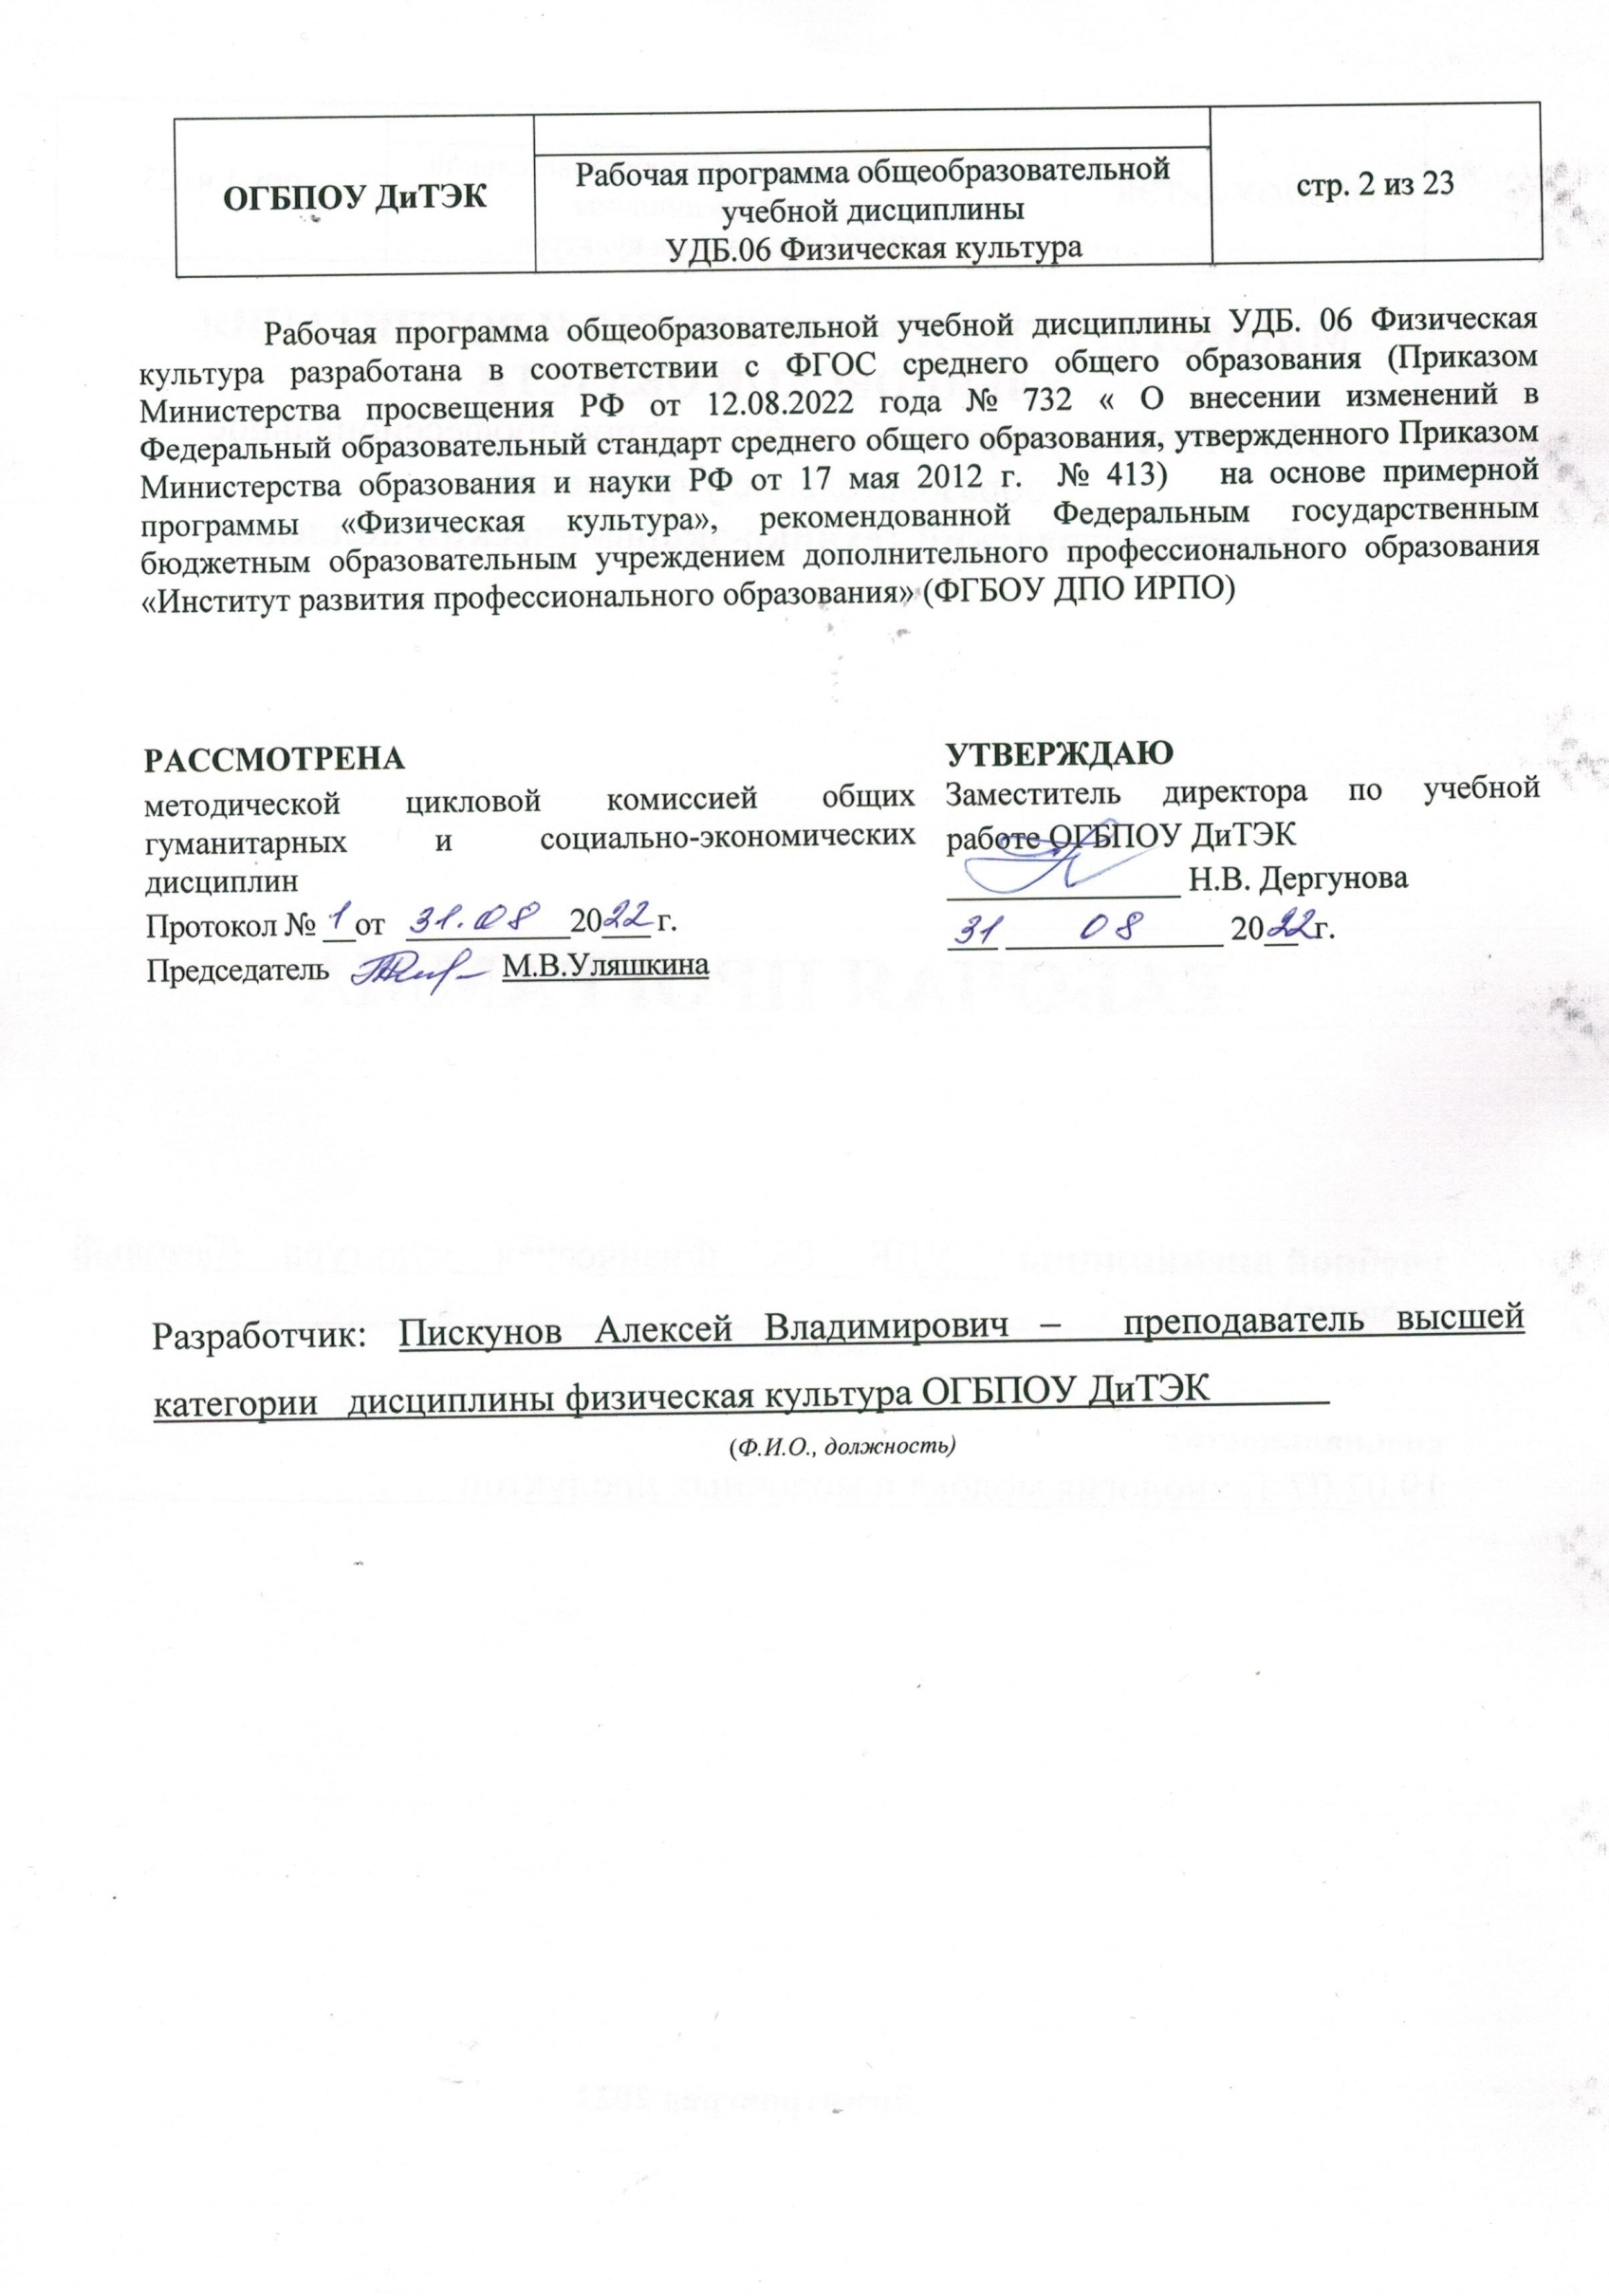 ОГБПОУ ДиТЭК
Рабочая программа общеобразовательной
учебной дисциплины
УДБ.06 Физическая культура
стр. 2 из 23
Рабочая программа общеобразовательной учебной дисциплины УДБ. 06 Физическая
культура разработана в соответствии с ФГОС среднего общего образования (Приказом
Министерства просвещения РФ от 12.08.2022 года № 732 « О внесении изменений в
Федеральный образовательный стандарт среднего общего образования, утвержденного Приказом
Министерства образования и науки РФ от 17 мая 2012 г. № 413) на основе примерной
программы «Физическая культура», рекомендованной Федеральным государственным
бюджетным образовательным учреждением дополнительного профессионального образования
«Институт развития профессионального образования» (ФГБОУ ДПО ИРПО)
РАССМОТРЕНА
методической цикловой комиссией общих
гуманитарных и социально-экономических
дисциплин
Протокол № 1 от 31.08 2022 г.
Председатель М.В.Уляшкина
УТВЕРЖДАЮ
Заместитель директора по учебной
работе ОГБПОУ ДиТЭК
Н.В. Дергунова
31 08 2022 г.
Разработчик: Пискунов Алексей Владимирович – преподаватель высшей
категории дисциплины физическая культура ОГБПОУ ДиТЭК
(Ф.И.О., должность)